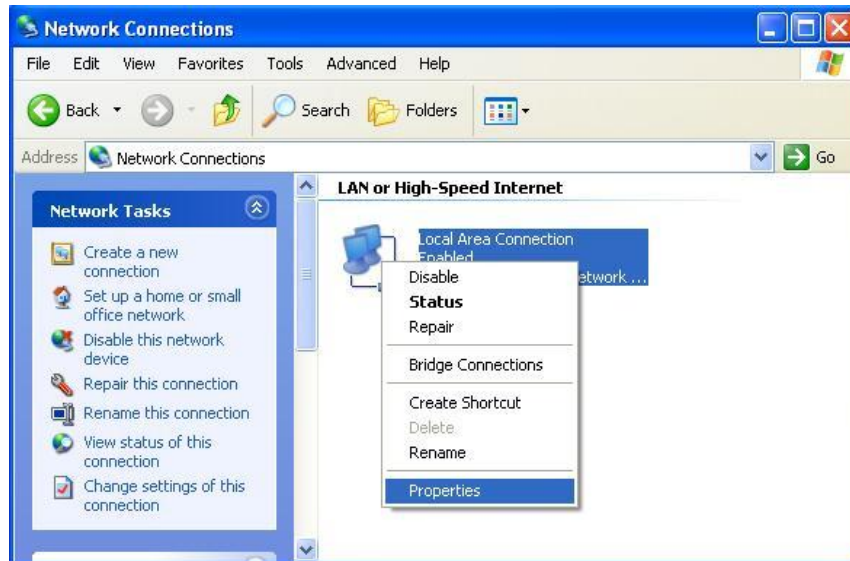 Network Connections
File Edit View Favorites Tools Advanced Help
Back Search Folders
Address Network Connections Go
Network Tasks
Create a new
connection
Set up a home or small
office network
Disable this network
device
Repair this connection
Rename this connection
View status of this
connection
Change settings of this
connection
LAN or High-Speed Internet
Local Area Connection
Enabled
etwork ...
Disable
Status
Repair
Bridge Connections
Create Shortcut
Delete
Rename
Properties